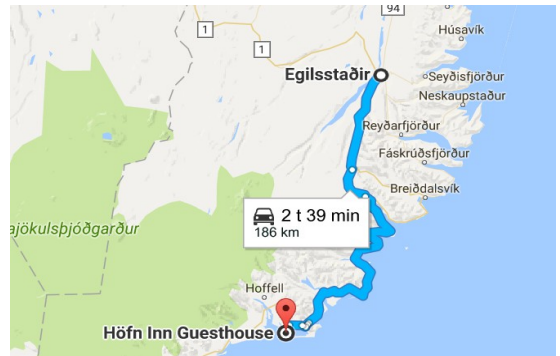 94
1
1
Húsavík
Egilsstaðir
Seyðisfjörður
Neskaupstaður
Reyðarfjörður
Fáskrúðsfjörður
Breiðdalsvík
2 t 39 min
186 km
ajökulsþjóðgarður
Hoffell
Höfn Inn Guesthouse